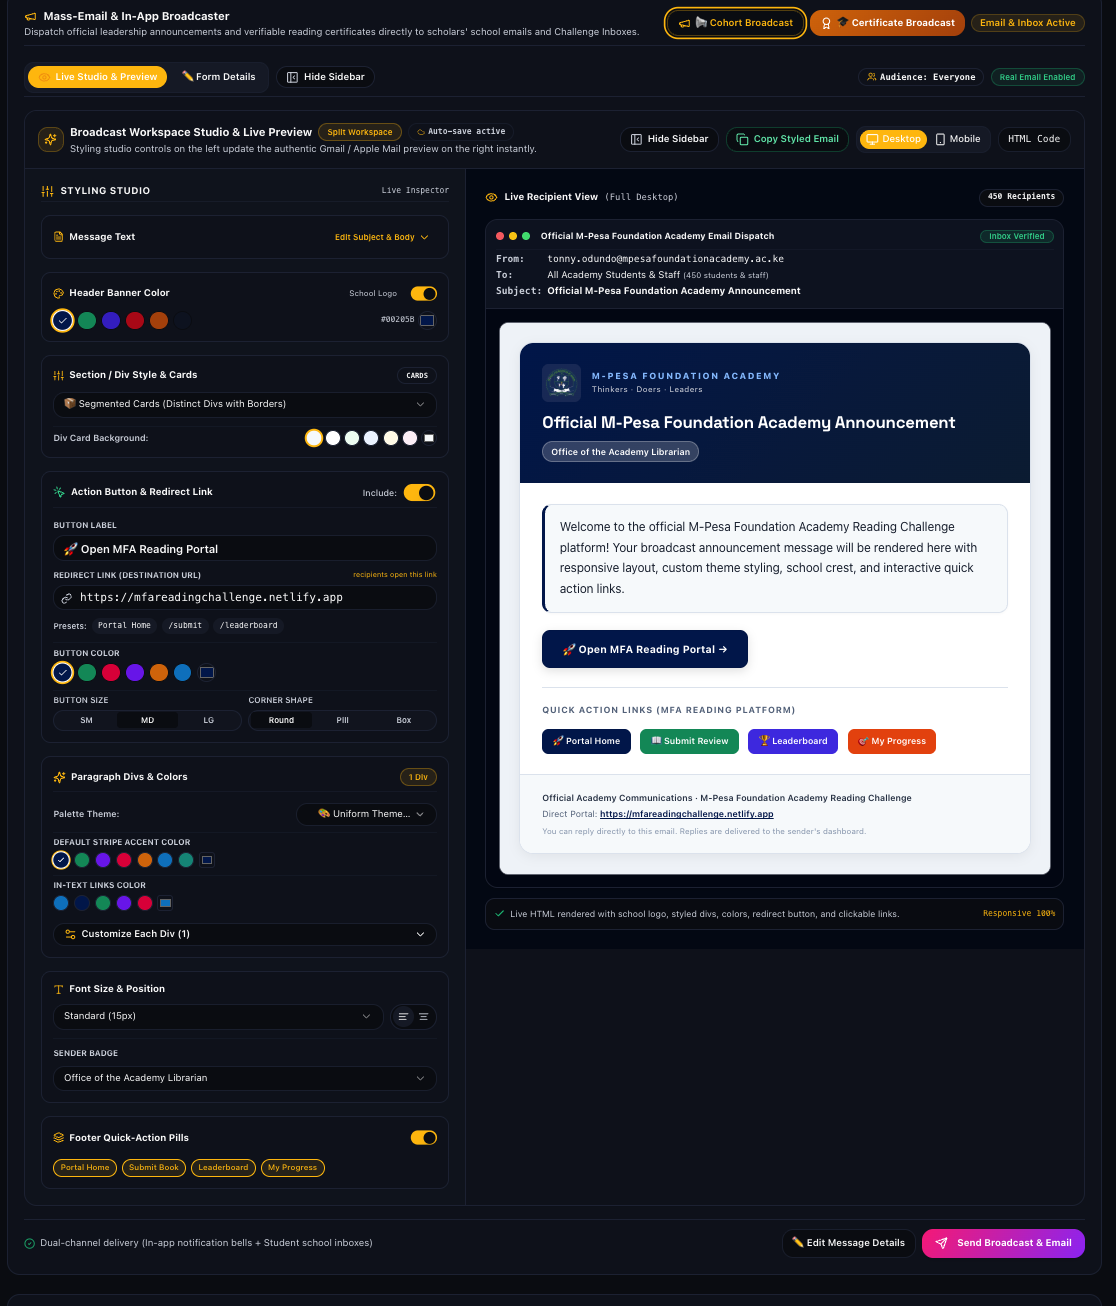 Mass-Email & In-App Broadcaster
Dispatch official leadership announcements and verifiable reading certificates directly to scholars' school emails and Challenge Inboxes.
Cohort Broadcast
Certificate Broadcast
Email & Inbox Active
Live Studio & Preview
Form Details
Hide Sidebar
Audience: Everyone
Real Email Enabled
Broadcast Workspace Studio & Live Preview
Split Workspace
Auto-save active
Styling studio controls on the left update the authentic Gmail / Apple Mail preview on the right instantly.
Hide Sidebar
Copy Styled Email
Desktop
Mobile
HTML Code
STYLING STUDIO
Live Inspector
Message Text
Edit Subject & Body
Header Banner Color
School Logo
#00205B
Section / Div Style & Cards
CARDS
Segmented Cards (Distinct Divs with Borders)
Div Card Background:
Action Button & Redirect Link
Include:
BUTTON LABEL
🚀 Open MFA Reading Portal
REDIRECT LINK (DESTINATION URL)
recipients open this link
https://mfareadingchallenge.netlify.app
Presets:
Portal Home
/submit
/leaderboard
BUTTON COLOR
BUTTON SIZE
CORNER SHAPE
SM
MD
LG
Round
Pill
Box
Paragraph Divs & Colors
1 Div
Palette Theme:
🎨 Uniform Theme...
DEFAULT STRIPE ACCENT COLOR
IN-TEXT LINKS COLOR
Customize Each Div (1)
Font Size & Position
Standard (15px)
SENDER BADGE
Office of the Academy Librarian
Footer Quick-Action Pills
Portal Home
Submit Book
Leaderboard
My Progress
Live Recipient View (Full Desktop)
450 Recipients
Official M-Pesa Foundation Academy Email Dispatch
Inbox Verified
From: tonny.odundo@mpesafoundationacademy.ac.ke
To: All Academy Students & Staff (450 students & staff)
Subject: Official M-Pesa Foundation Academy Announcement
M-PESA FOUNDATION ACADEMY
Thinkers · Doers · Leaders
Official M-Pesa Foundation Academy Announcement
Office of the Academy Librarian
Welcome to the official M-Pesa Foundation Academy Reading Challenge
platform! Your broadcast announcement message will be rendered here with
responsive layout, custom theme styling, school crest, and interactive quick
action links.
🚀 Open MFA Reading Portal →
QUICK ACTION LINKS (MFA READING PLATFORM)
🚀 Portal Home
📖 Submit Review
🏆 Leaderboard
🎯 My Progress
Official Academy Communications · M-Pesa Foundation Academy Reading Challenge
Direct Portal: https://mfareadingchallenge.netlify.app
You can reply directly to this email. Replies are delivered to the sender's dashboard.
Live HTML rendered with school logo, styled divs, colors, redirect button, and clickable links.
Responsive 100%
Dual-channel delivery (In-app notification bells + Student school inboxes)
Edit Message Details
Send Broadcast & Email